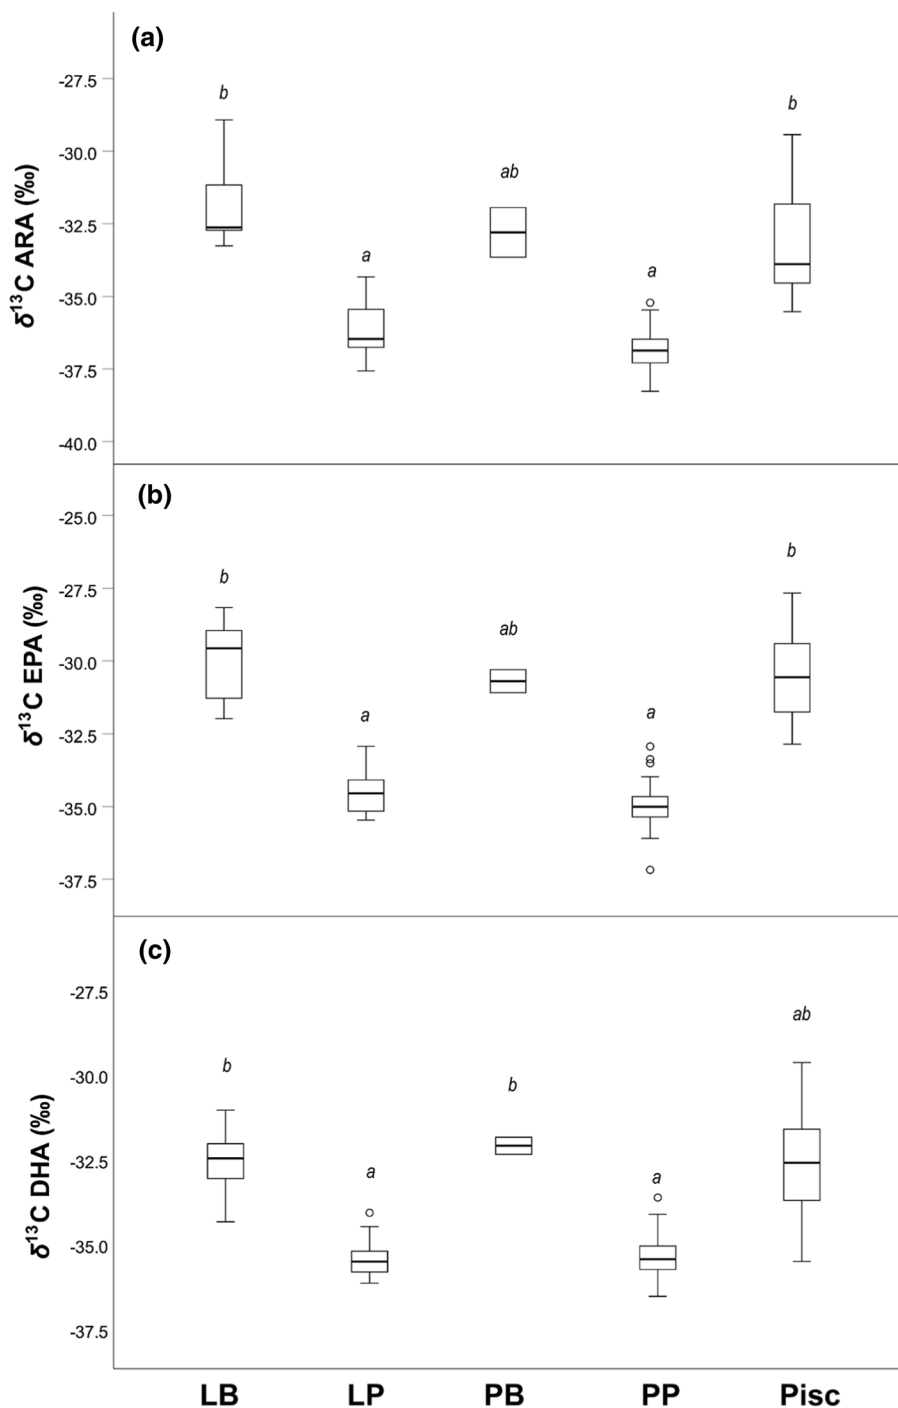 (a)
δ13C ARA (‰)
-27.5
-30.0
-32.5
-35.0
-37.5
-40.0
b
a
ab
a
b
(b)
δ13C EPA (‰)
-25.0
-27.5
-30.0
-32.5
-35.0
-37.5
b
a
ab
a
b
(c)
δ13C DHA (‰)
-27.5
-30.0
-32.5
-35.0
-37.5
b
a
b
a
ab
LB LP PB PP Pisc